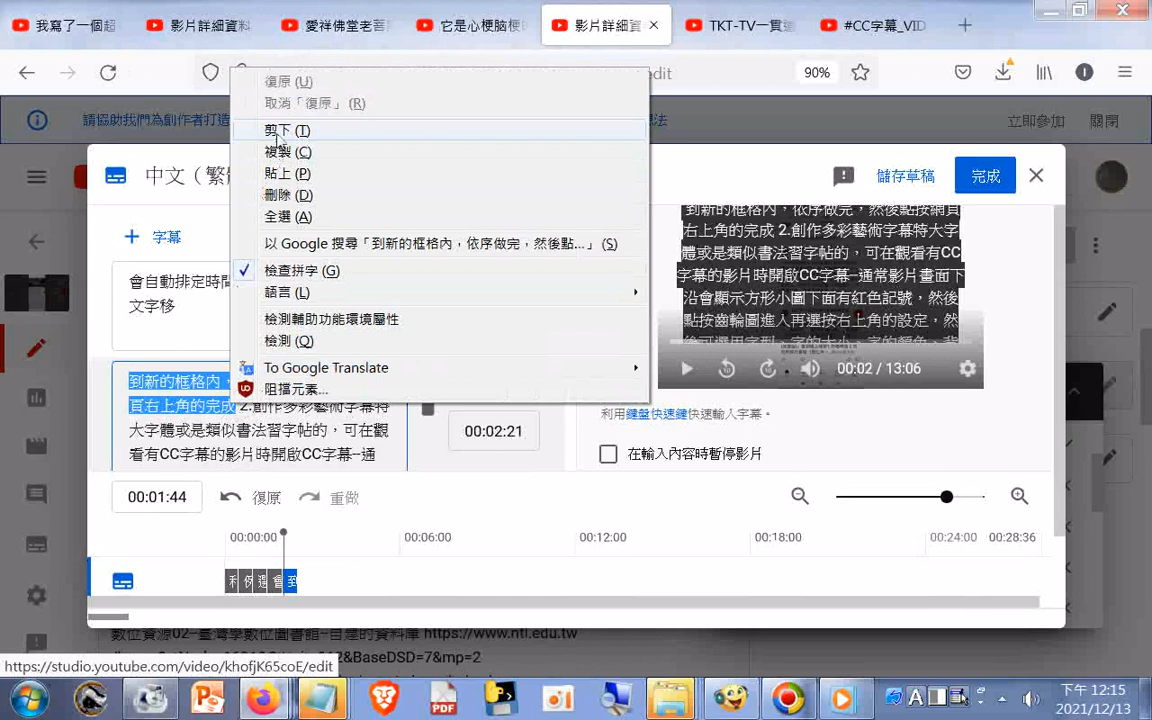 我寫了一個超
影片詳細資料
愛祥佛堂老菩
它是心梗脑梗
影片詳細資
TKT-TV一貫道
#CC字幕_VID
edit
90%
請協助我們為創作者打造
想法
立即參加
關閉
復原 (U)
取消「復原」(R)
剪下 (T)
複製 (C)
貼上 (P)
刪除 (D)
全選 (A)
以 Google 搜尋「到新的框格內，依序做完，然後點...」(S)
檢查拼字 (G)
語言 (L)
檢測輔助功能環境屬性
檢測 (Q)
To Google Translate
阻擋元素...
中文（繁
儲存草稿
完成
字幕
會自動排定時間
文字移
到新的框格內，
頁右上角的完成 2.創作多彩藝術字幕特
大字體或是類似書法習字帖的，可在觀
看有CC字幕的影片時開啟CC字幕–通
00:02:21
到新的框格內，依序做完，然後點按網頁
右上角的完成 2.創作多彩藝術字幕特大字
體或是類似書法習字帖的，可在觀看有CC
字幕的影片時開啟CC字幕–通常影片畫面下
沿會顯示方形小圖下面有紅色記號，然後
點按齒輪圖進入再選按右上角的設定，然
00:02 / 13:06
利用鍵盤快速鍵快速輸入字幕。
在輸入內容時暫停影片
00:01:44
復原
重做
00:00:00
00:06:00
00:12:00
00:18:00
00:24:00
00:28:36
利
例
選
會
到
數位資源02–臺灣學數位圖書館–自建的資料庫 https://www.ntl.edu.tw
https://studio.youtube.com/video/khofjK65coE/edit
12&BaseDSD=7&mp=2
下午 12:15
2021/12/13